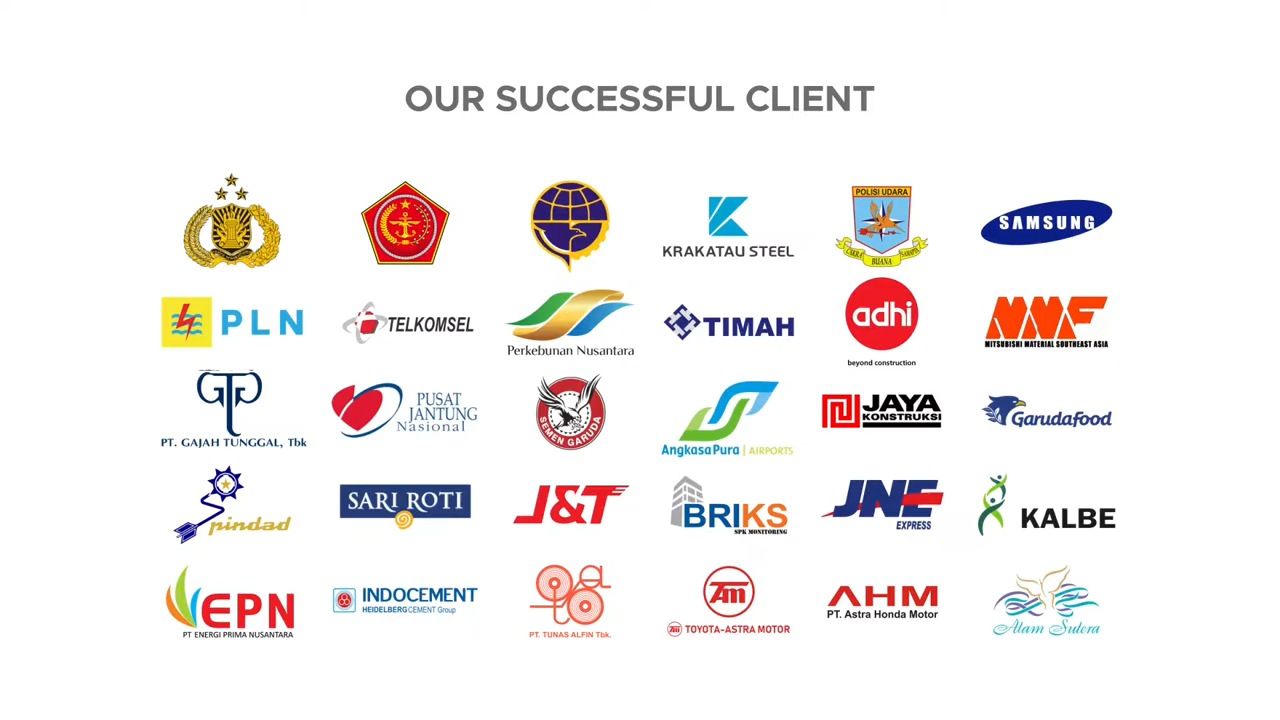 OUR SUCCESSFUL CLIENT
KRAKATAU STEEL
POLISI UDARA
CAKRA BUANA
SAMSUNG
PLN
TELKOMSEL
Perkebunan Nusantara
TIMAH
adhi
beyond construction
MMF
MITSUBISHI MATERIAL SOUTHEAST ASIA
PT. GAJAH TUNGGAL, Tbk
PUSAT
JANTUNG
Nasional
SEMEN GARUDA
AngkasaPura | AIRPORTS
JAYA
KONSTRUKSI
Garudafood
pindad
SARI ROTI
J&T
BRIKS
SPK MONITORING
JNE
EXPRESS
KALBE
EPN
PT ENERGI PRIMA NUSANTARA
INDOCEMENT
HEIDELBERGCEMENT Group
PT. TUNAS ALFIN Tbk.
TAM
TOYOTA-ASTRA MOTOR
AHM
PT. Astra Honda Motor
Alam Sutera